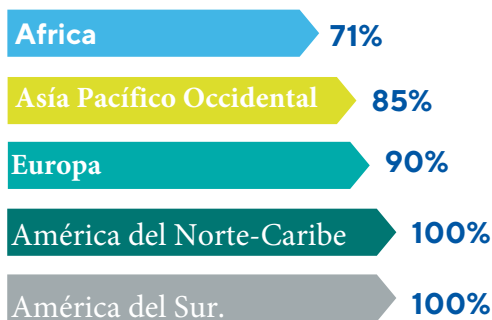 Africa 71%
Asía Pacífico Occidental 85%
Europa 90%
América del Norte-Caribe 100%
América del Sur. 100%